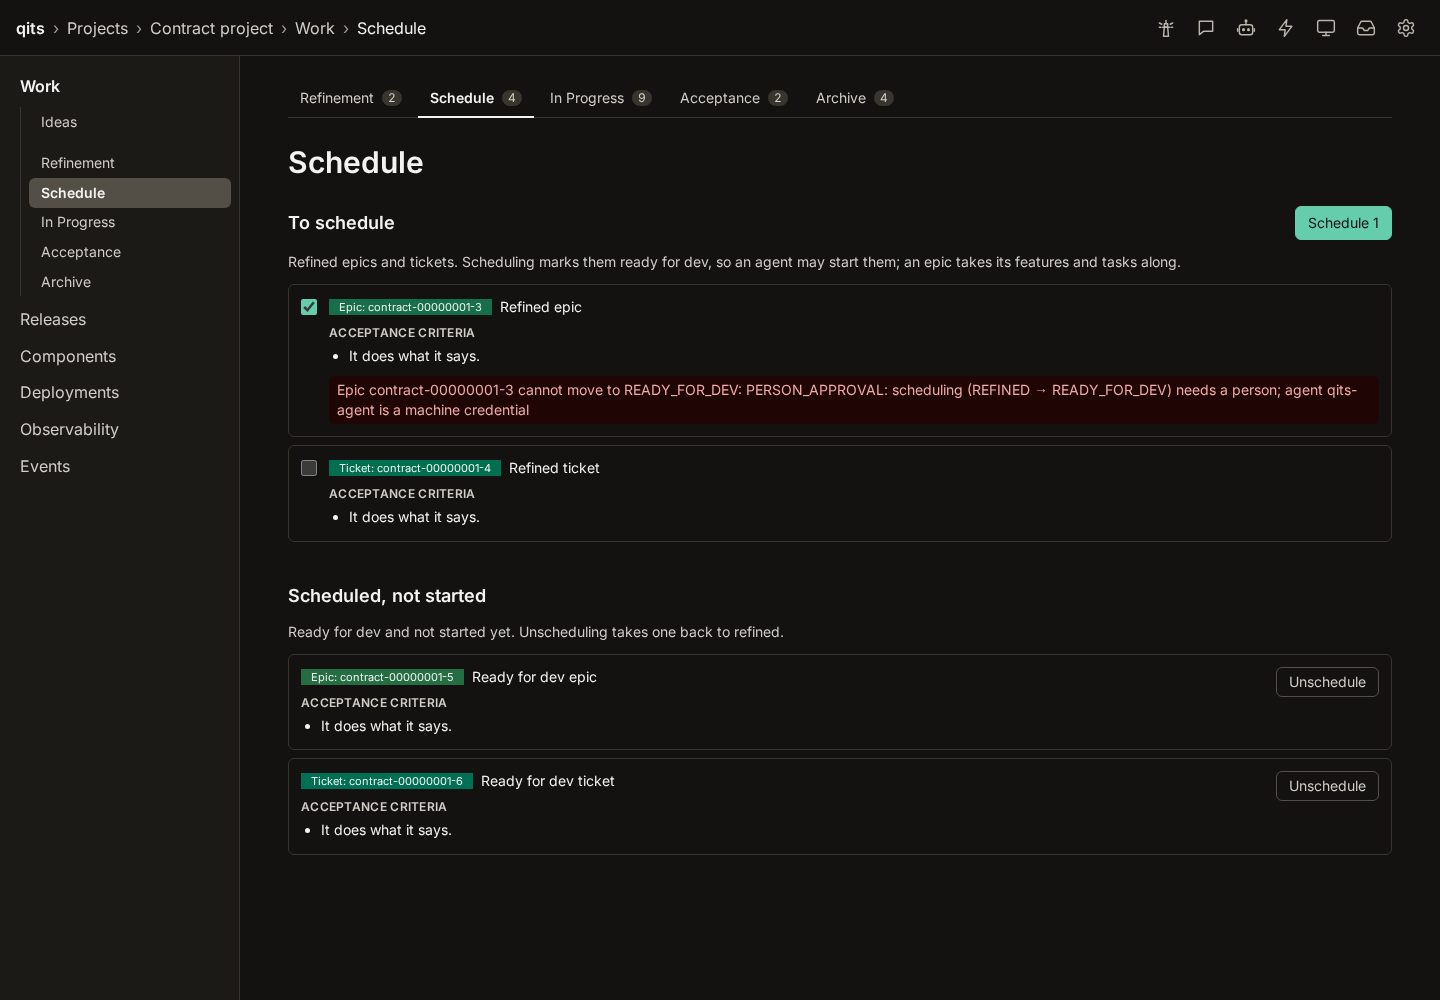 qits › Projects › Contract project › Work › Schedule
Work
Ideas
Refinement
Schedule
In Progress
Acceptance
Archive
Releases
Components
Deployments
Observability
Events
Refinement 2 Schedule 4 In Progress 9 Acceptance 2 Archive 4
Schedule
To schedule
Schedule 1
Refined epics and tickets. Scheduling marks them ready for dev, so an agent may start them; an epic takes its features and tasks along.
Epic: contract-00000001-3 Refined epic
ACCEPTANCE CRITERIA
• It does what it says.
Epic contract-00000001-3 cannot move to READY_FOR_DEV: PERSON_APPROVAL: scheduling (REFINED → READY_FOR_DEV) needs a person; agent qits-
agent is a machine credential
Ticket: contract-00000001-4 Refined ticket
ACCEPTANCE CRITERIA
• It does what it says.
Scheduled, not started
Ready for dev and not started yet. Unscheduling takes one back to refined.
Epic: contract-00000001-5 Ready for dev epic
Unschedule
ACCEPTANCE CRITERIA
• It does what it says.
Ticket: contract-00000001-6 Ready for dev ticket
Unschedule
ACCEPTANCE CRITERIA
• It does what it says.